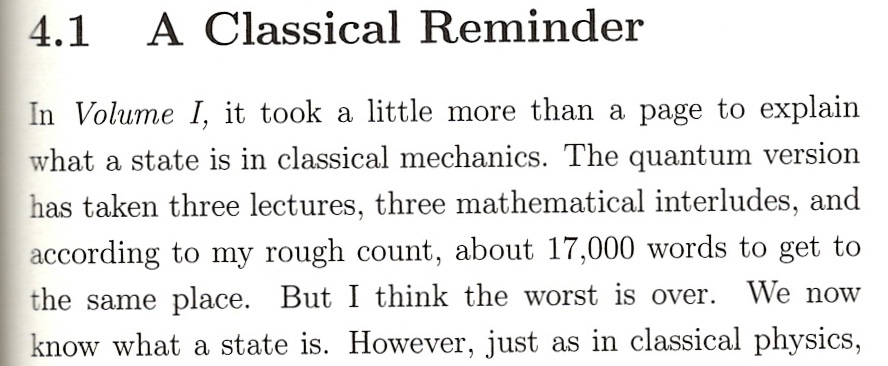 4.1 A Classical Reminder
In Volume I, it took a little more than a page to explain
what a state is in classical mechanics. The quantum version
has taken three lectures, three mathematical interludes, and
according to my rough count, about 17,000 words to get to
the same place. But I think the worst is over. We now
know what a state is. However, just as in classical physics,